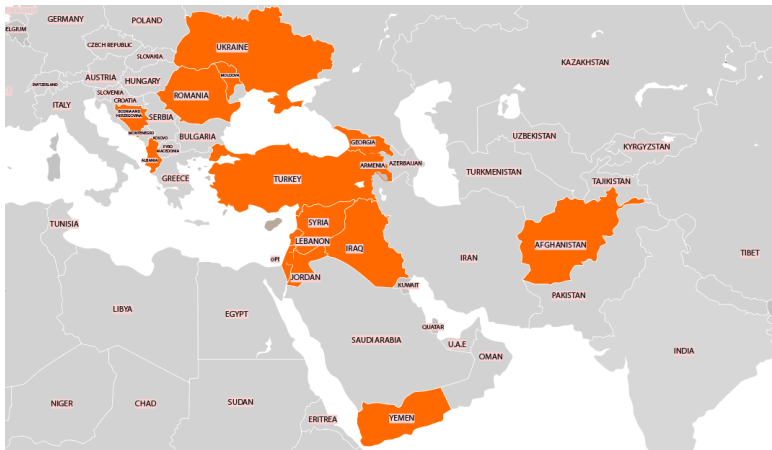 GERMANY
POLAND
BELGIUM
CZECH REPUBLIC
UKRAINE
SLOVAKIA
KAZAKHSTAN
AUSTRIA
HUNGARY
MOLDOVA
SWITZERLAND
SLOVENIA
ROMANIA
CROATIA
ITALY
BOSNIA AND
HERZEGOVINA
SERBIA
MONTENEGRO
KOSOVO
BULGARIA
UZBEKISTAN
GEORGIA
KYRGYZSTAN
FYRO
MACEDONIA
ALBANIA
ARMENIA
AZERBAIJAN
TURKMENISTAN
GREECE
TURKEY
TAJIKISTAN
TUNISIA
SYRIA
LEBANON
IRAQ
AFGHANISTAN
TIBET
IRAN
oPt
JORDAN
KUWAIT
PAKISTAN
LIBYA
EGYPT
QUATAR
SAUDI ARABIA
U.A.E
OMAN
INDIA
NIGER
CHAD
SUDAN
ERITREA
YEMEN